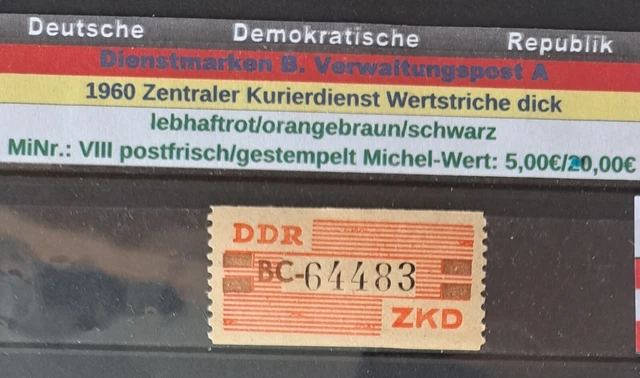 Deutsche Demokratische Republik
Dienstmarken B. Verwaltungspost A
1960 Zentraler Kurierdienst Wertstriche dick
lebhaftrot/orangebraun/schwarz
MiNr.: VIII postfrisch/gestempelt Michel-Wert: 5,00€/20,00€
DDR
BC-64483
ZKD